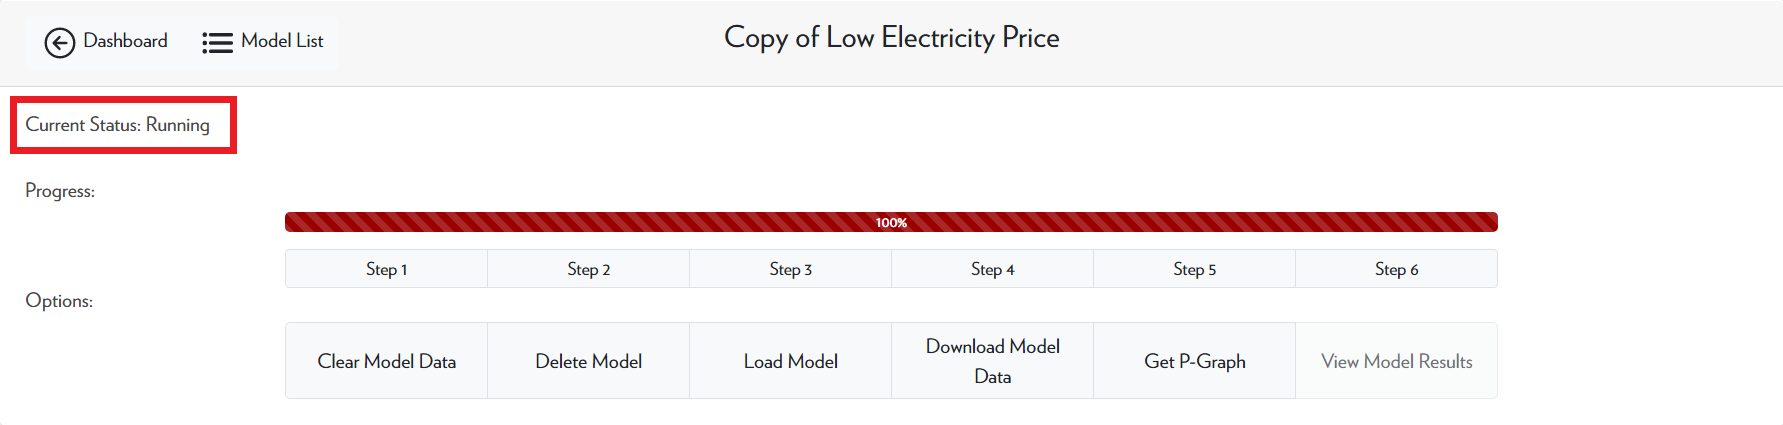 Dashboard
Model List
Copy of Low Electricity Price
Current Status: Running
Progress:
100%
Step 1
Step 2
Step 3
Step 4
Step 5
Step 6
Options:
Clear Model Data
Delete Model
Load Model
Download Model
Data
Get P-Graph
View Model Results